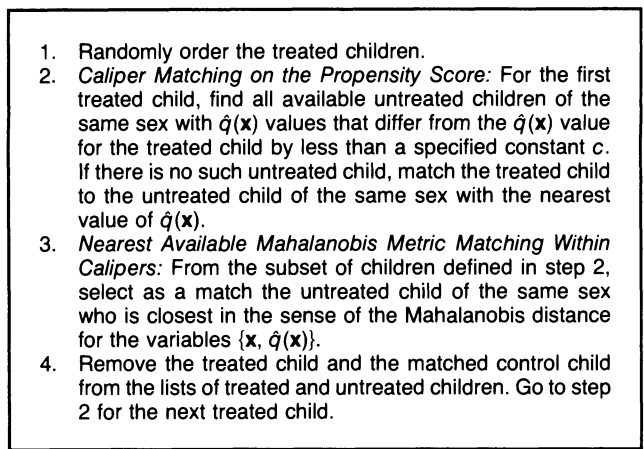 1. Randomly order the treated children.
2. Caliper Matching on the Propensity Score: For the first
treated child, find all available untreated children of the
same sex with q̂(x) values that differ from the q̂(x) value
for the treated child by less than a specified constant c.
If there is no such untreated child, match the treated child
to the untreated child of the same sex with the nearest
value of q̂(x).
3. Nearest Available Mahalanobis Metric Matching Within
Calipers: From the subset of children defined in step 2,
select as a match the untreated child of the same sex
who is closest in the sense of the Mahalanobis distance
for the variables {x, q̂(x)}.
4. Remove the treated child and the matched control child
from the lists of treated and untreated children. Go to step
2 for the next treated child.